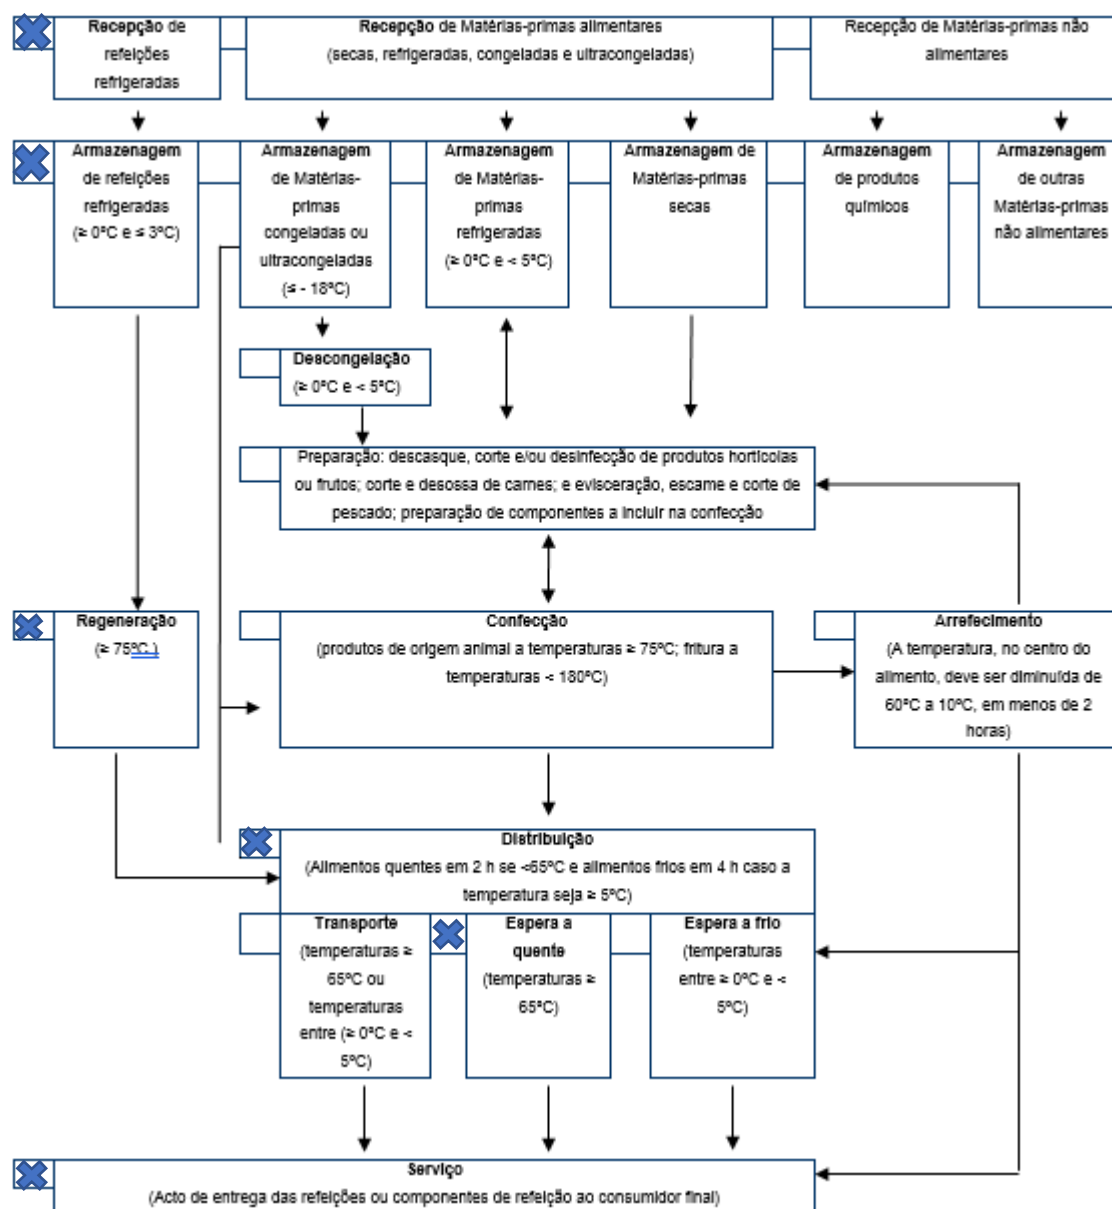 Recepção de
refeições
refrigeradas
Recepção de Matérias-primas alimentares
(secas, refrigeradas, congeladas e ultracongeladas)
Recepção de Matérias-primas não
alimentares
Armazenagem
de refeições
refrigeradas
(≥ 0ºC e ≤ 3ºC)
Armazenagem
de Matérias-
primas
congeladas ou
ultracongeladas
(≤ - 18ºC)
Armazenagem
de Matérias-
primas
refrigeradas
(≥ 0ºC e < 5ºC)
Armazenagem de
Matérias-primas
secas
Armazenagem
de produtos
químicos
Armazenagem
de outras
Matérias-primas
não alimentares
Descongelação
(≥ 0ºC e < 5ºC)
Preparação: descasque, corte e/ou desinfecção de produtos hortícolas
ou frutos; corte e desossa de carnes; e evisceração, escame e corte de
pescado; preparação de componentes a incluir na confecção
Regeneração
(≥ 75ºC )
Confecção
(produtos de origem animal a temperaturas ≥ 75ºC; fritura a
temperaturas < 180ºC)
Arrefecimento
(A temperatura, no centro do
alimento, deve ser diminuída de
60ºC a 10ºC, em menos de 2
horas)
Distribuição
(Alimentos quentes em 2 h se <65ºC e alimentos frios em 4 h caso a
temperatura seja ≥ 5ºC)
Transporte
(temperaturas ≥
65ºC ou
temperaturas
entre (≥ 0ºC e <
5ºC)
Espera a
quente
(temperaturas ≥
65ºC)
Espera a frio
(temperaturas
entre ≥ 0ºC e <
5ºC)
Serviço
(Acto de entrega das refeições ou componentes de refeição ao consumidor final)